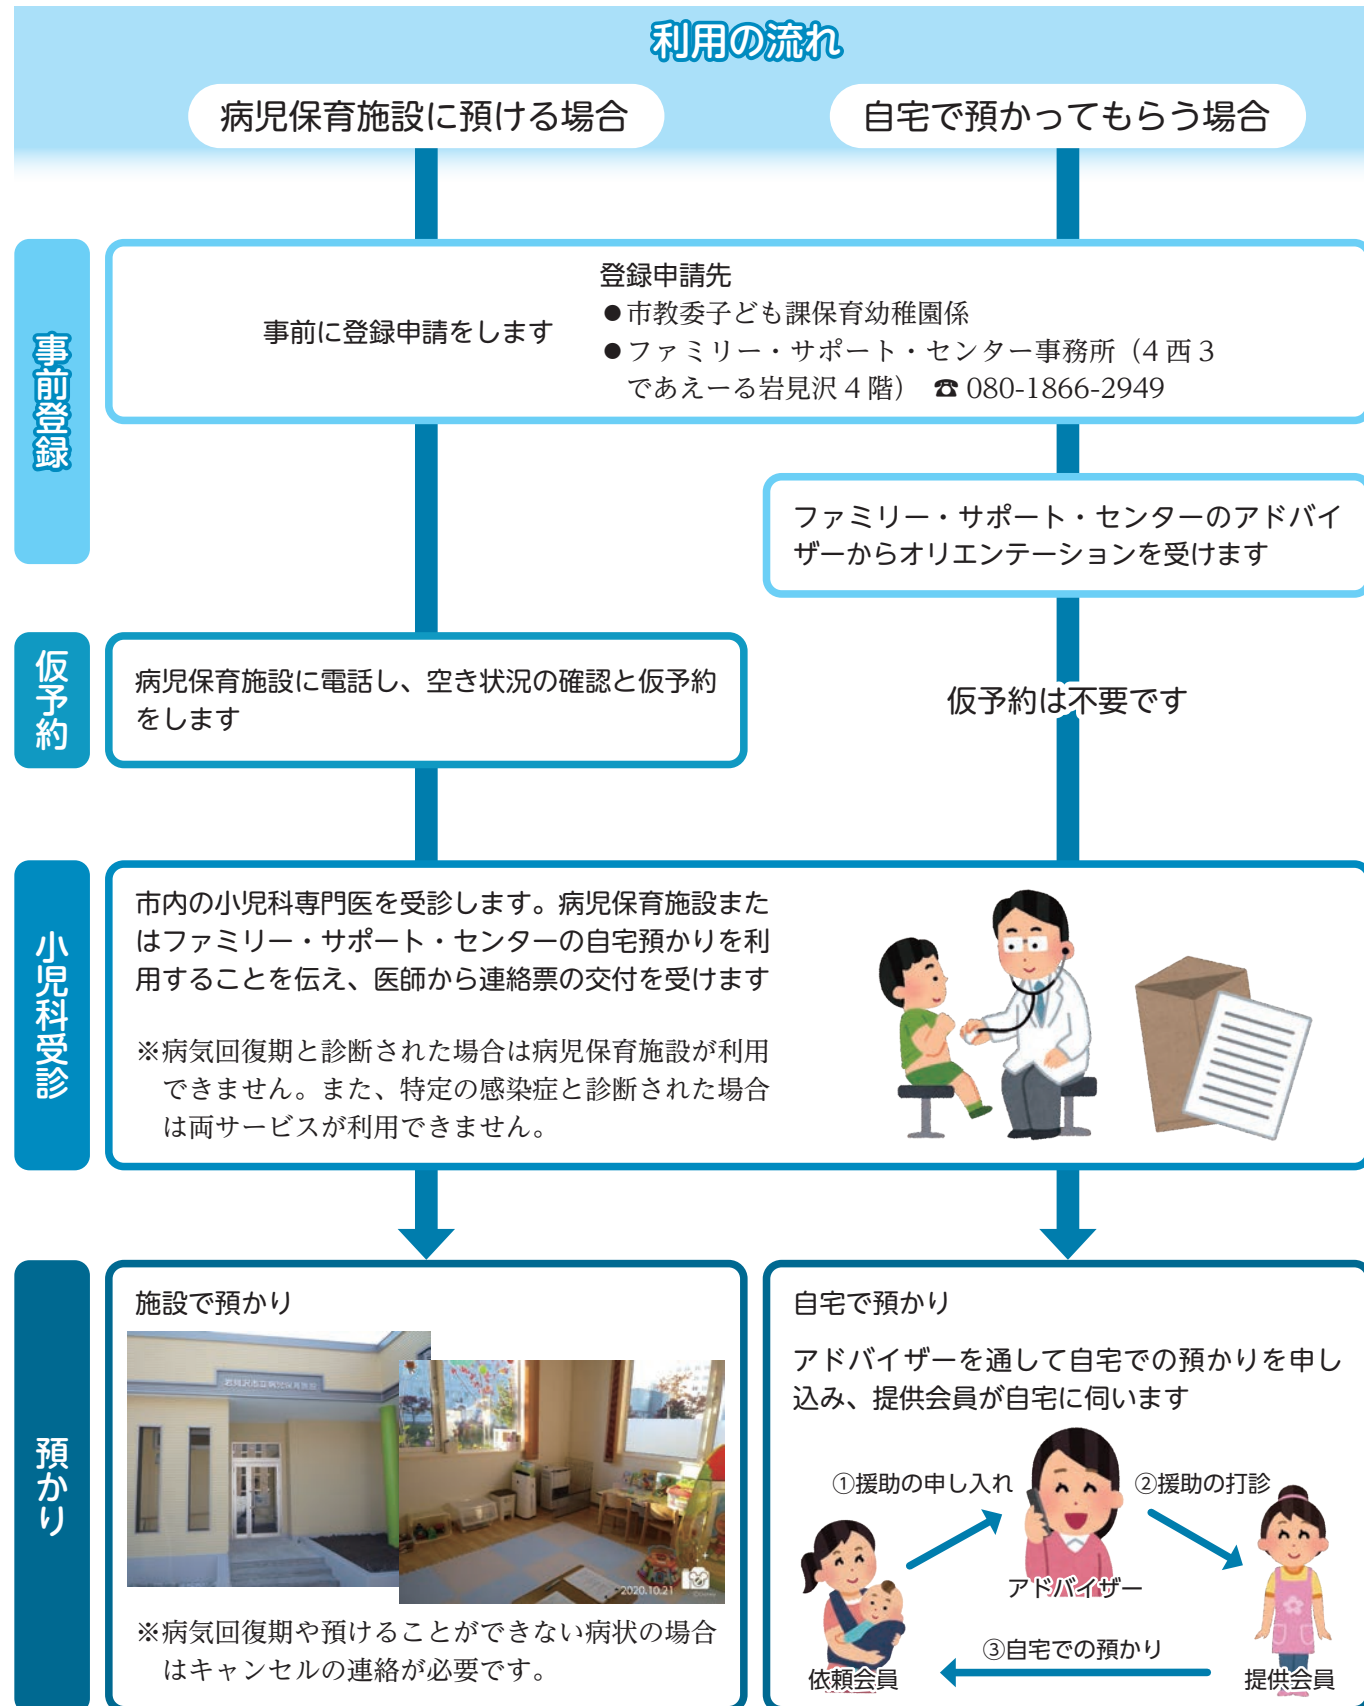 利用の流れ
病児保育施設に預ける場合
自宅で預かってもらう場合
事前登録
事前に登録申請をします
登録申請先
●市教委子ども課保育幼稚園係
●ファミリー・サポート・センター事務所（4西3
であえーる岩見沢4階） ☎080-1866-2949
ファミリー・サポート・センターのアドバイ
ザーからオリエンテーションを受けます
仮予約
病児保育施設に電話し、空き状況の確認と仮予約
をします
仮予約は不要です
小児科受診
市内の小児科専門医を受診します。病児保育施設また
はファミリー・サポート・センターの自宅預かりを利
用することを伝え、医師から連絡票の交付を受けます
※病気回復期と診断された場合は病児保育施設が利用
できません。また、特定の感染症と診断された場合
は両サービスが利用できません。
預かり
施設で預かり
2020.10.21
※病気回復期や預けることができない病状の場合
はキャンセルの連絡が必要です。
自宅で預かり
アドバイザーを通して自宅での預かりを申し
込み、提供会員が自宅に伺います
①援助の申し入れ
②援助の打診
アドバイザー
③自宅での預かり
依頼会員
提供会員